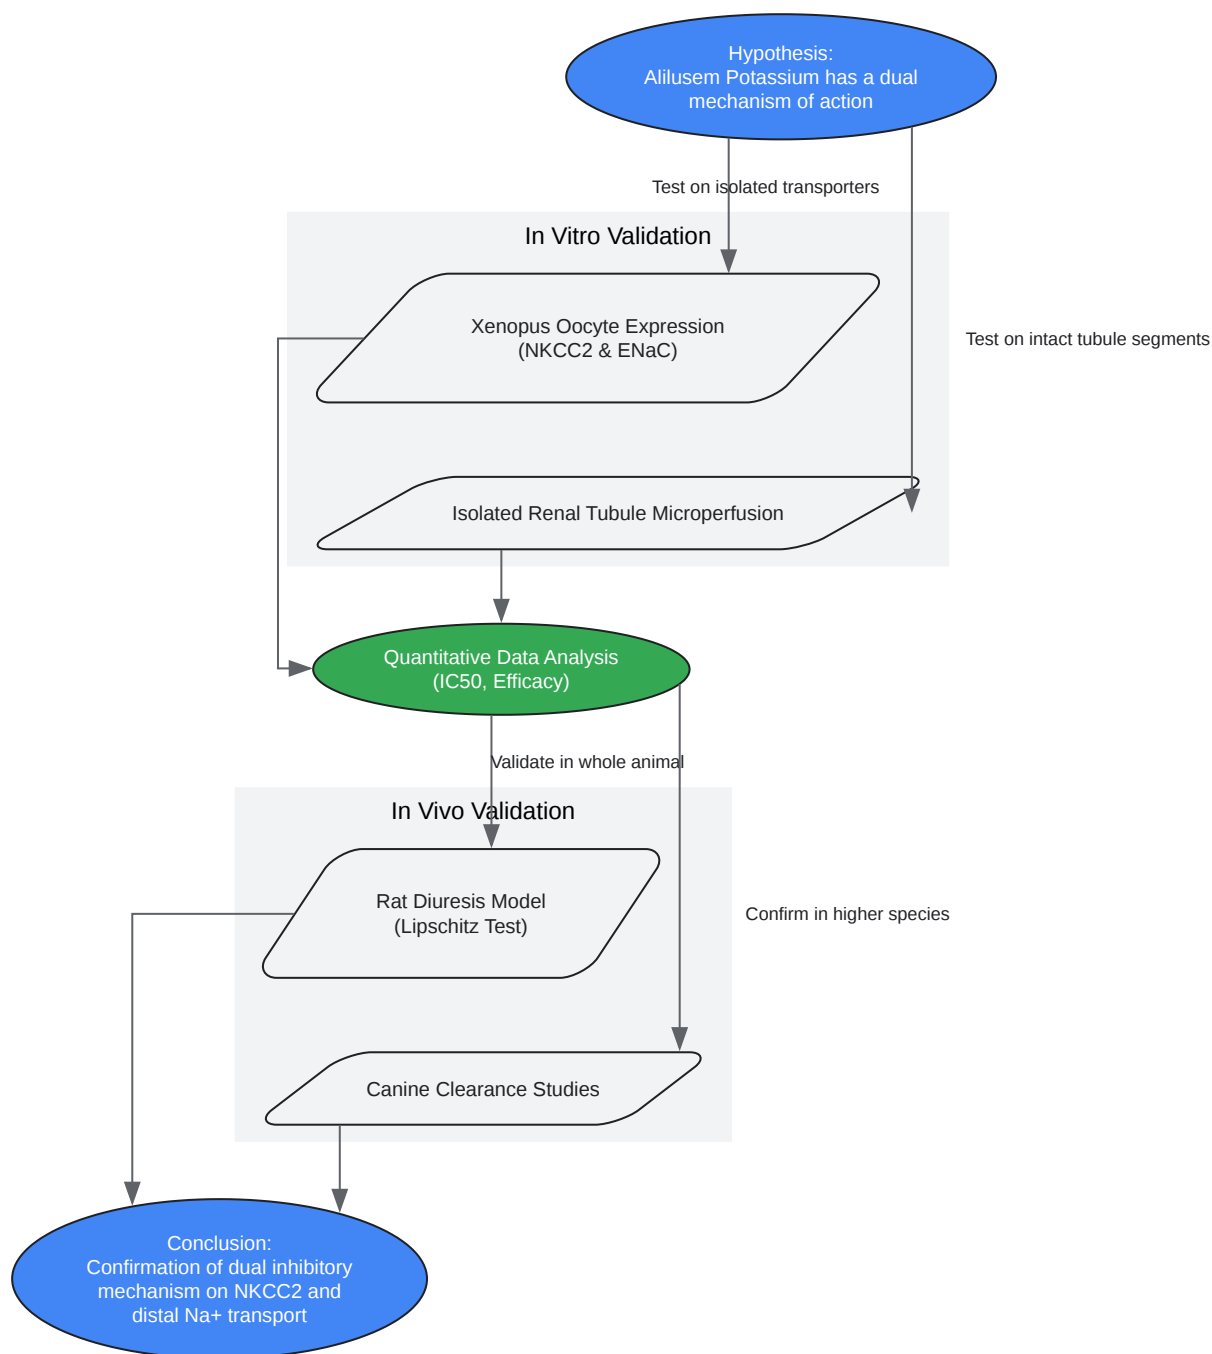 Hypothesis:
Alilusem Potassium has a dual
mechanism of action
Test on isolated transporters
In Vitro Validation
Xenopus Oocyte Expression
(NKCC2 & ENaC)
Test on intact tubule segments
Isolated Renal Tubule Microperfusion
Quantitative Data Analysis
(IC50, Efficacy)
Validate in whole animal
In Vivo Validation
Rat Diuresis Model
(Lipschitz Test)
Confirm in higher species
Canine Clearance Studies
Conclusion:
Confirmation of dual inhibitory
mechanism on NKCC2 and
distal Na+ transport